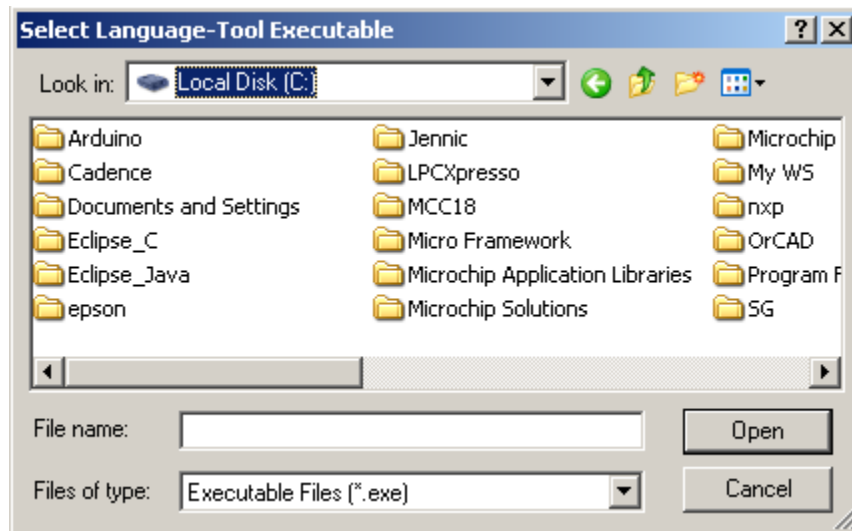 Select Language-Tool Executable
Look in: Local Disk (C:)
Arduino Jennic Microchip
Cadence LPCXpresso My WS
Documents and Settings MCC18 nxp
Eclipse_C Micro Framework OrCAD
Eclipse_Java Microchip Application Libraries Program F
epson Microchip Solutions SG
File name: Open
Files of type: Executable Files (*.exe) Cancel